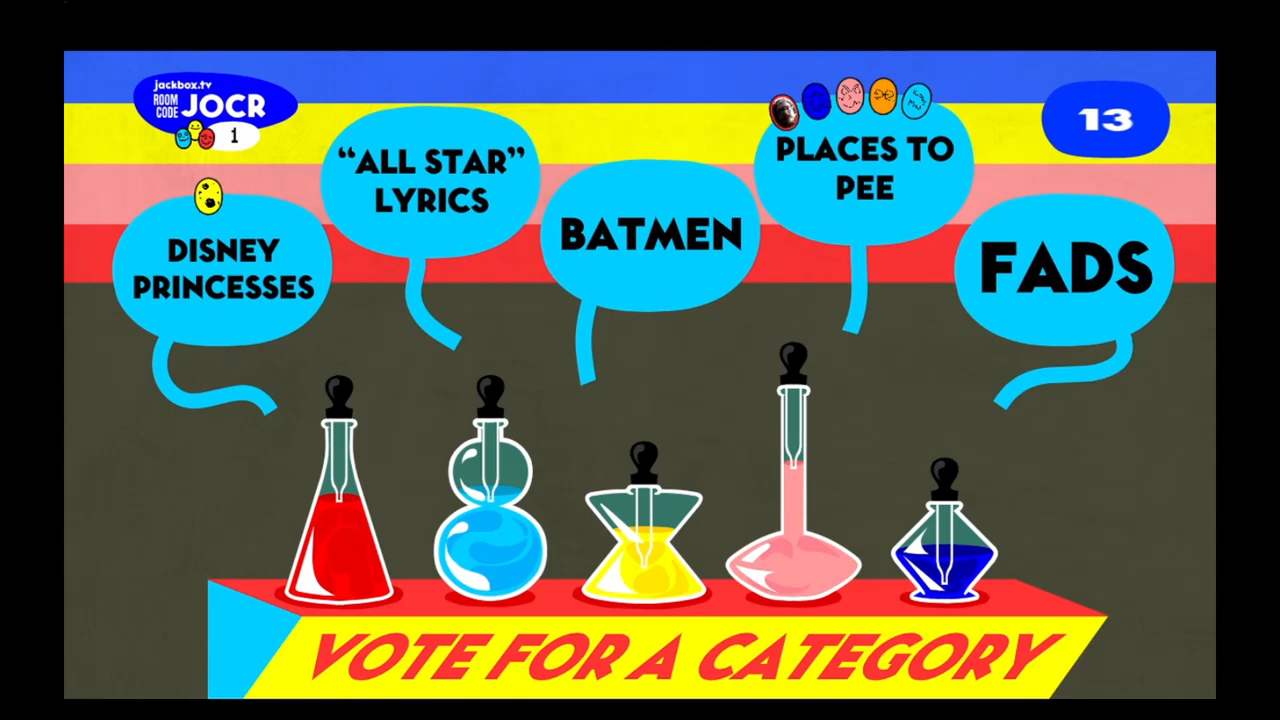 jackbox.tv
ROOM
CODE
JOCR
1
13
"ALL STAR"
LYRICS
PLACES TO
PEE
BATMEN
DISNEY
PRINCESSES
FADS
VOTE FOR A CATEGORY